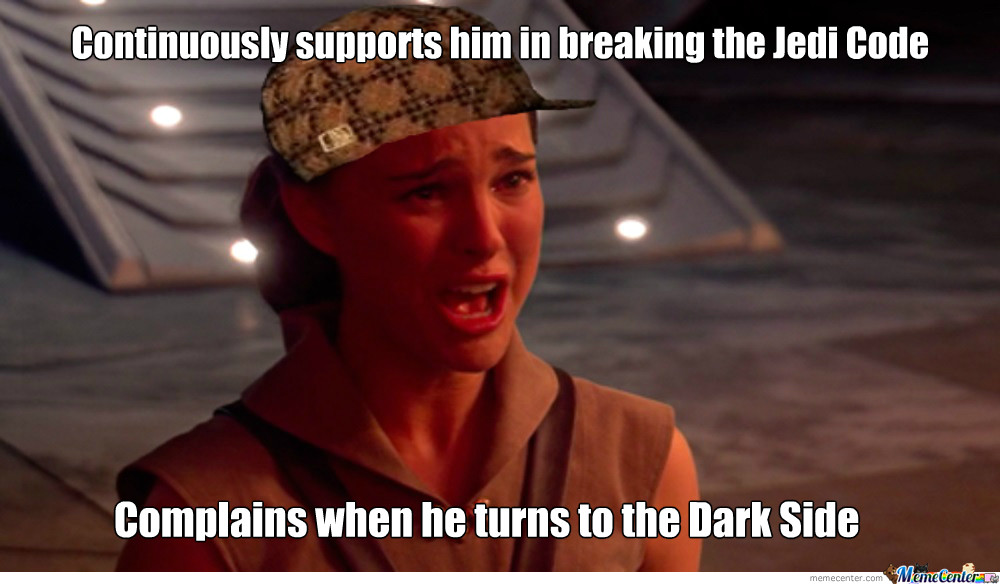 Continuously supports him in breaking the Jedi Code
Complains when he turns to the Dark Side
memecenter.com MemeCenter